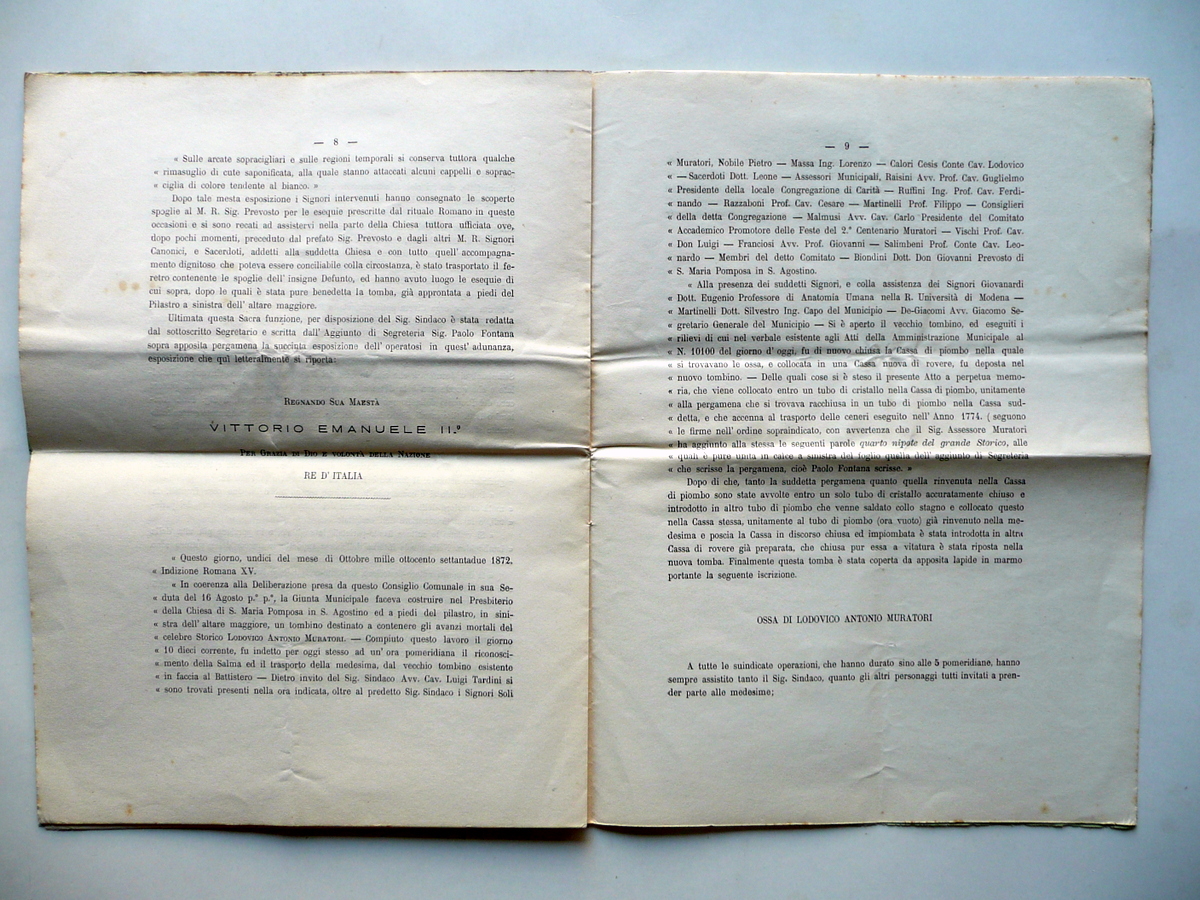 — 8 —
« Sulle arcate sopracigliari e sulle regioni temporali si conserva tuttora qualche
« rimasuglio di cute saponificata, alla quale stanno attaccati alcuni cappelli e soprac-
« ciglia di colore tendente al bianco. »
Dopo tale mesta esposizione i Signori intervenuti hanno consegnato le scoperte
spoglie al M. R. Sig. Prevosto per le esequie prescritte dal rituale Romano in queste
occasioni e si sono recati ad assistervi nella parte della Chiesa tuttora ufficiata ove,
dopo pochi momenti, preceduto dal prefato Sig. Prevosto e dagli altri M. R. Signori
Canonici, e Sacerdoti, addetti alla suddetta Chiesa e con tutto quell' accompagna-
mento dignitoso che poteva essere conciliabile colla circostanza, è stato trasportato il fe-
retro contenente le spoglie dell' insigne Defunto, ed hanno avuto luogo le esequie di
cui sopra, dopo le quali è stata pure benedetta la tomba, già approntata a piedi del
Pilastro a sinistra dell' altare maggiore.
Ultimata questa Sacra funzione, per disposizione del Sig. Sindaco è stata redatta
dal sottoscritto Segretario e scritta dall' Aggiunto di Segreteria Sig. Paolo Fontana
sopra apposita pergamena la succinta esposizione dell' operatosi in quest' adunanza,
esposizione che quì letteralmente si riporta:
REGNANDO SUA MAESTÀ
VITTORIO EMANUELE II.º
PER GRAZIA DI DIO E VOLONTÀ DELLA NAZIONE
RE D' ITALIA
« Questo giorno, undici del mese di Ottobre mille ottocento settantadue 1872,
« Indizione Romana XV.
« In coerenza alla Deliberazione presa da questo Consiglio Comunale in sua Se-
« duta del 16 Agosto p.º p.º, la Giunta Municipale faceva costruire nel Presbiterio
« della Chiesa di S. Maria Pomposa in S. Agostino ed a piedi del pilastro, in sini-
« stra dell' altare maggiore, un tombino destinato a contenere gli avanzi mortali del
« celebre Storico LODOVICO ANTONIO MURATORI. — Compiuto questo lavoro il giorno
« 10 dieci corrente, fu indetto per oggi stesso ad un' ora pomeridiana il riconosci-
« mento della Salma ed il trasporto della medesima, dal vecchio tombino esistente
« in faccia al Battistero — Dietro invito del Sig. Sindaco Avv. Cav. Luigi Tardini si
« sono trovati presenti nella ora indicata, oltre al predetto Sig. Sindaco i Signori Soli
— 9 —
« Muratori, Nobile Pietro — Massa Ing. Lorenzo — Calori Cesis Conte Cav. Lodovico
« — Sacerdoti Dott. Leone — Assessori Municipali, Raisini Avv. Prof. Cav. Guglielmo
« Presidente della locale Congregazione di Carità — Ruffini Ing. Prof. Cav. Ferdi-
« nando — Razzaboni Prof. Cav. Cesare — Martinelli Prof. Filippo — Consiglieri
« della detta Congregazione — Malmusi Avv. Cav. Carlo Presidente del Comitato
« Accademico Promotore delle Feste del 2.º Centenario Muratori — Vischi Prof. Cav.
« Don Luigi — Franciosi Avv. Prof. Giovanni — Salimbeni Prof. Conte Cav. Leo-
« nardo — Membri del detto Comitato — Biondini Dott. Don Giovanni Prevosto di
« S. Maria Pomposa in S. Agostino.
« Alla presenza dei suddetti Signori, e colla assistenza dei Signori Giovanardi
« Dott. Eugenio Professore di Anatomia Umana nella R. Università di Modena —
« Martinelli Dott. Silvestro Ing. Capo del Municipio — De-Giacomi Avv. Giacomo Se-
« gretario Generale del Municipio — Si è aperto il vecchio tombino, ed eseguiti i
« rilievi di cui nel verbale esistente agli Atti della Amministrazione Municipale al
« N. 10100 del giorno d' oggi, fu di nuovo chiusa la Cassa di piombo nella quale
« si trovavano le ossa, e collocata in una Cassa nuova di rovere, fu deposta nel
« nuovo tombino. — Delle quali cose si è steso il presente Atto a perpetua memo-
« ria, che viene collocato entro un tubo di cristallo nella Cassa di piombo, unitamente
« alla pergamena che si trovava racchiusa in un tubo di piombo nella Cassa sud-
« detta, e che accenna al trasporto delle ceneri eseguito nell' Anno 1774. ( seguono
« le firme nell' ordine sopraindicato, con avvertenza che il Sig. Assessore Muratori
« ha aggiunto alla stessa le seguenti parole quarto nipote del grande Storico, alle
« quali è pure unita in calce a sinistra del foglio quella dell' aggiunto di Segreteria
« che scrisse la pergamena, cioè Paolo Fontana scrisse. »
Dopo di che, tanto la suddetta pergamena quanto quella rinvenuta nella Cassa
di piombo sono state avvolte entro un solo tubo di cristallo accuratamente chiuso e
introdotto in altro tubo di piombo che venne saldato collo stagno e collocato questo
nella Cassa stessa, unitamente al tubo di piombo (ora vuoto) già rinvenuto nella me-
desima e poscia la Cassa in discorso chiusa ed impiombata è stata introdotta in altra
Cassa di rovere già preparata, che chiusa pur essa a vitatura è stata riposta nella
nuova tomba. Finalmente questa tomba è stata coperta da apposita lapide in marmo
portante la seguente iscrizione.
OSSA DI LODOVICO ANTONIO MURATORI
A tutte le suindicate operazioni, che hanno durato sino alle 5 pomeridiane, hanno
sempre assistito tanto il Sig. Sindaco, quanto gli altri personaggi tutti invitati a pren-
der parte alle medesime;